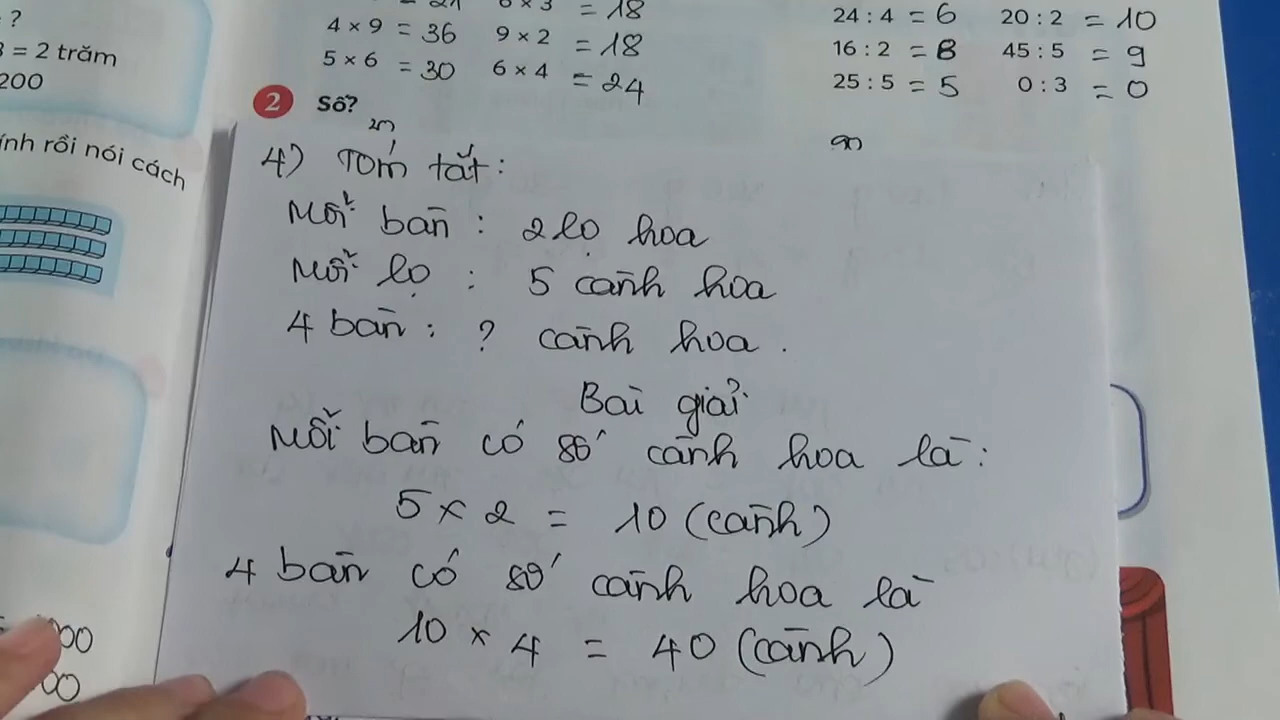 ?
= 2 trăm
200
ính rồi nói cách
6 × 3 = 18
4 × 9 = 36 9 × 2 = 18
5 × 6 = 30 6 × 4 = 24
24 : 4 = 6 20 : 2 = 10
16 : 2 = 8 45 : 5 = 9
25 : 5 = 5 0 : 3 = 0
2 Số?
4) Tóm tắt:
Mỗi bàn : 2 lọ hoa
Mỗi lọ : 5 cành hoa
4 bàn : ? cành hoa.
Bài giải
Mỗi bàn có số cành hoa là:
5 × 2 = 10 (cành)
4 bàn có số cành hoa là
10 × 4 = 40 (cành)